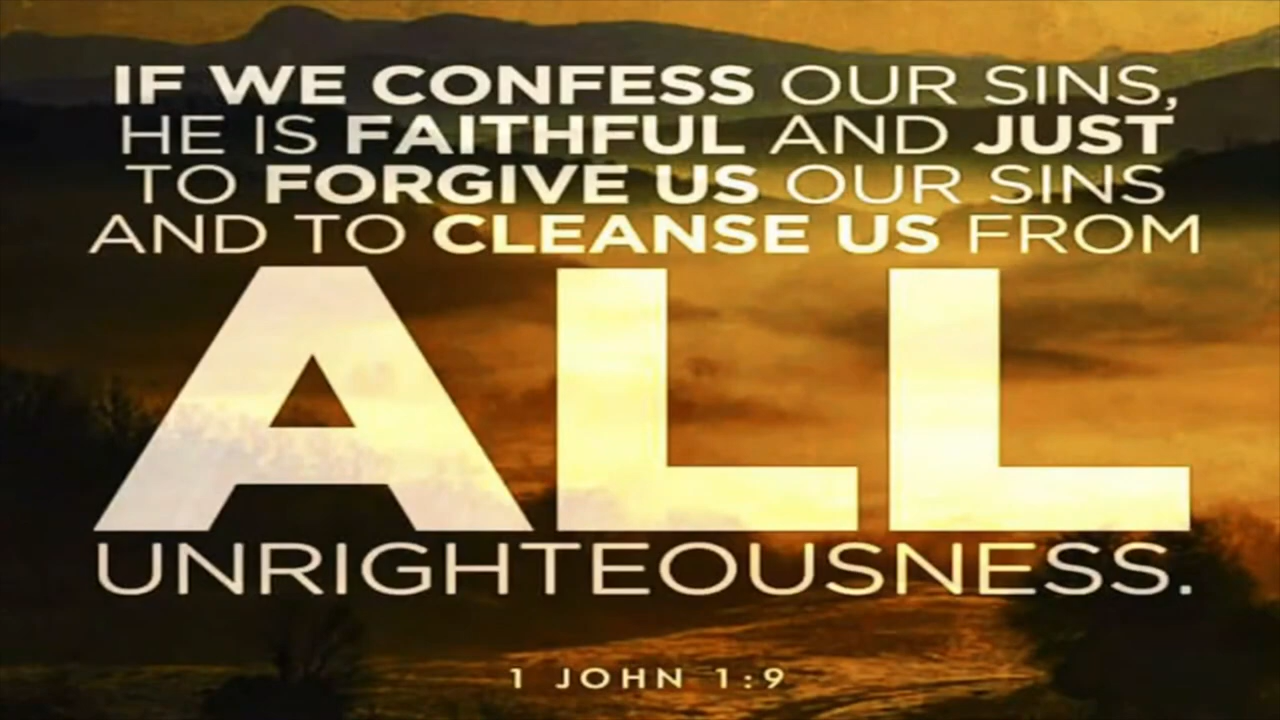 IF WE CONFESS OUR SINS,
HE IS FAITHFUL AND JUST
TO FORGIVE US OUR SINS
AND TO CLEANSE US FROM
ALL
UNRIGHTEOUSNESS.
1 JOHN 1:9